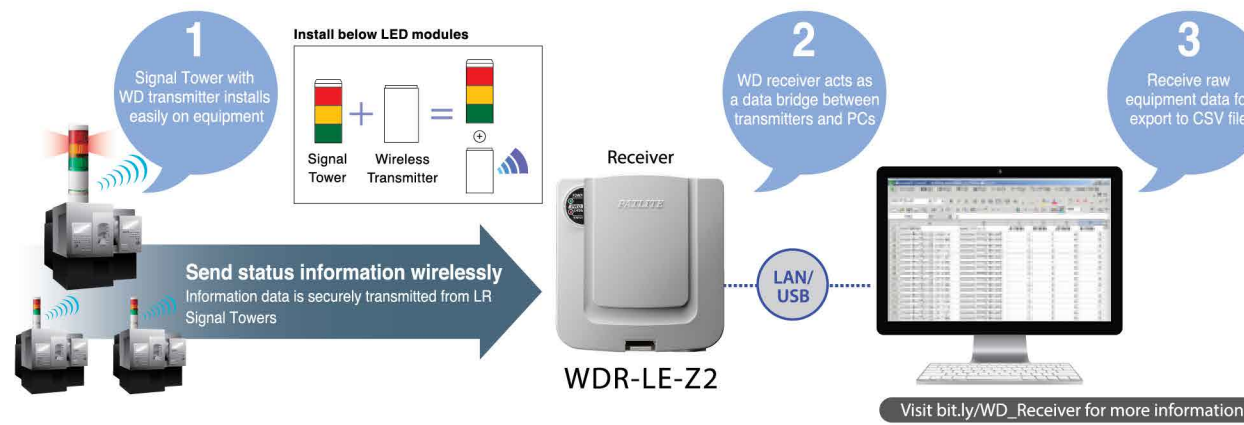 1
Signal Tower with
WD transmitter installs
easily on equipment
Install below LED modules
+
=
Signal
Tower
Wireless
Transmitter
Send status information wirelessly
Information data is securely transmitted from LR
Signal Towers
Receiver
PATLITE
WDR-LE-Z2
2
WD receiver acts as
a data bridge between
transmitters and PCs
LAN/
USB
3
Receive raw
equipment data fo
export to CSV file
Visit bit.ly/WD_Receiver for more information